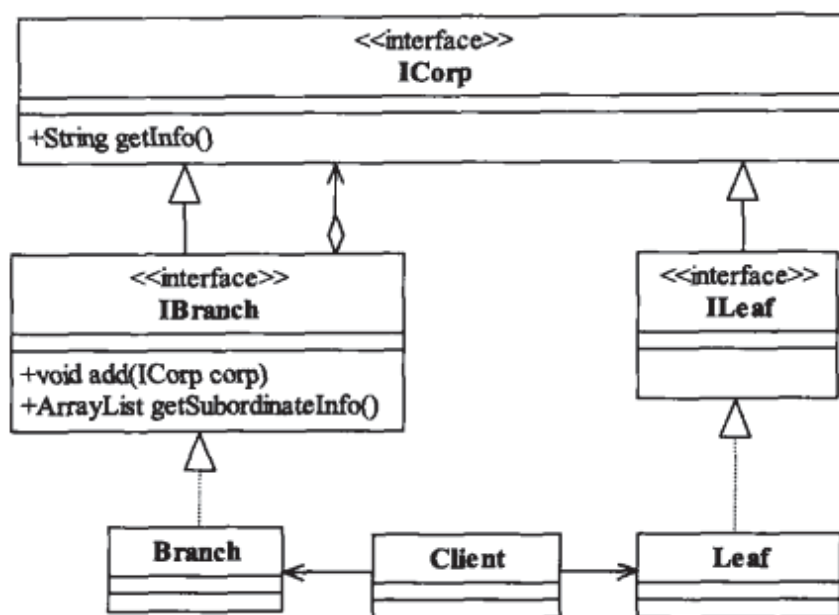 <<interface>>
ICorp
+String getInfo()
<<interface>>
IBranch
+void add(ICorp corp)
+ArrayList getSubordinateInfo()
<<interface>>
ILeaf
Branch
Client
Leaf